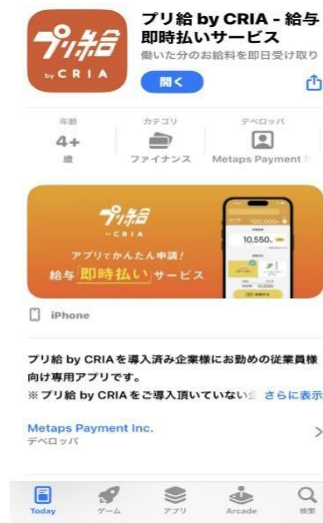 プリ給
by CRIA
プリ給 by CRIA - 給与
即時払いサービス
働いた分のお給料を即日受け取り
開く
年齢
4+
歳
カテゴリ
ファイナンス
デベロッパ
Metaps Payment
プリ給
by CRIA
アプリでかんたん申請!
給与 即時払い サービス
10,550
iPhone
プリ給 by CRIAを導入済み企業様にお勤めの従業員様
向け専用アプリです。
※ プリ給 by CRIAをご導入頂いていない さらに表示
Metaps Payment Inc.
デベロッパ
Today
ゲーム
アプリ
Arcade
検索